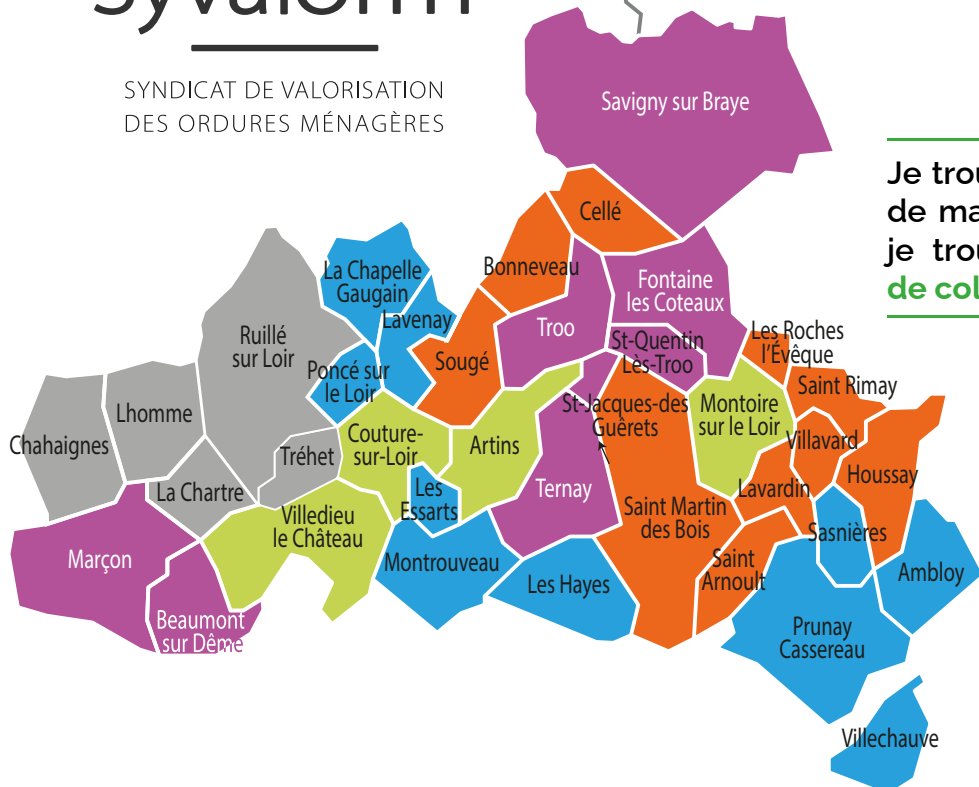 SYNDICAT DE VALORISATION
DES ORDURES MÉNAGÈRES
Savigny sur Braye
Je trou
de ma
je trou
de col
Cellé
Bonneveau
La Chapelle
Gaugain
Fontaine
les Coteaux
Lavenay
Troo
Ruillé
sur Loir
St-Quentin
Lès-Troo
Les Roches
l'Évêque
Sougé
Poncé sur
le Loir
Saint Rimay
Lhomme
St-Jacques-des
Guêrets
Montoire
sur le Loir
Chahaignes
Couture-
sur-Loir
Artins
Villavard
Tréhet
Houssay
La Chartre
Les
Essarts
Ternay
Lavardin
Saint Martin
des Bois
Villedieu
le Château
Sasnières
Marçon
Montrouveau
Saint
Arnoult
Ambloy
Les Hayes
Beaumont
sur Dême
Prunay
Cassereau
Villechauve